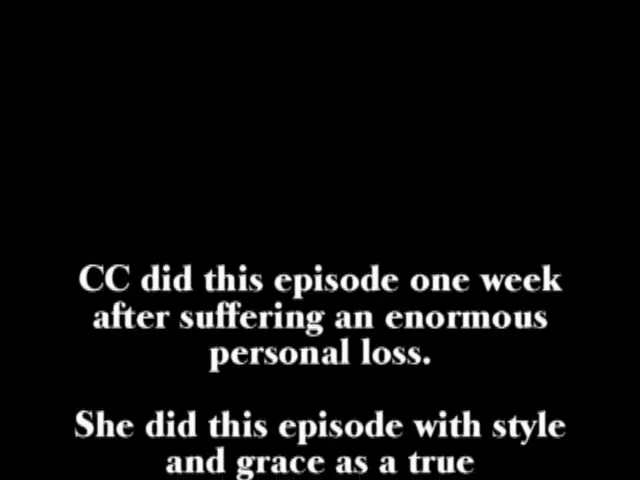 CC did this episode one week
after suffering an enormous
personal loss.
She did this episode with style
and grace as a true